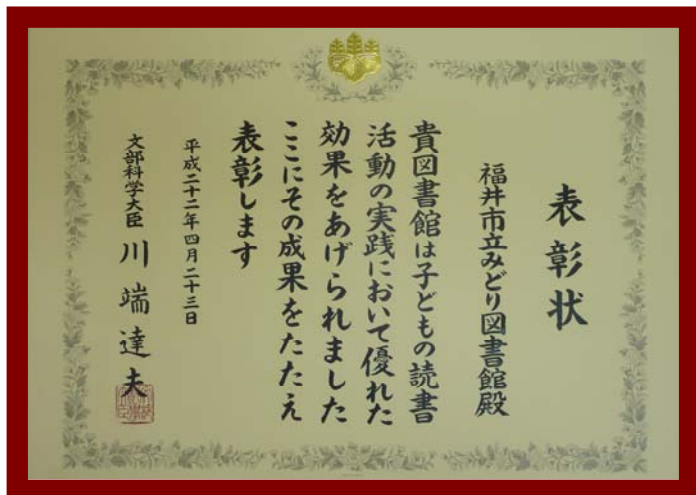 表彰状
福井市立みどり図書館殿
貴図書館は子どもの読書
活動の実践において優れた
効果をあげられました
ここにその成果をたたえ
表彰します
平成二十二年四月二十三日
文部科学大臣 川端達夫